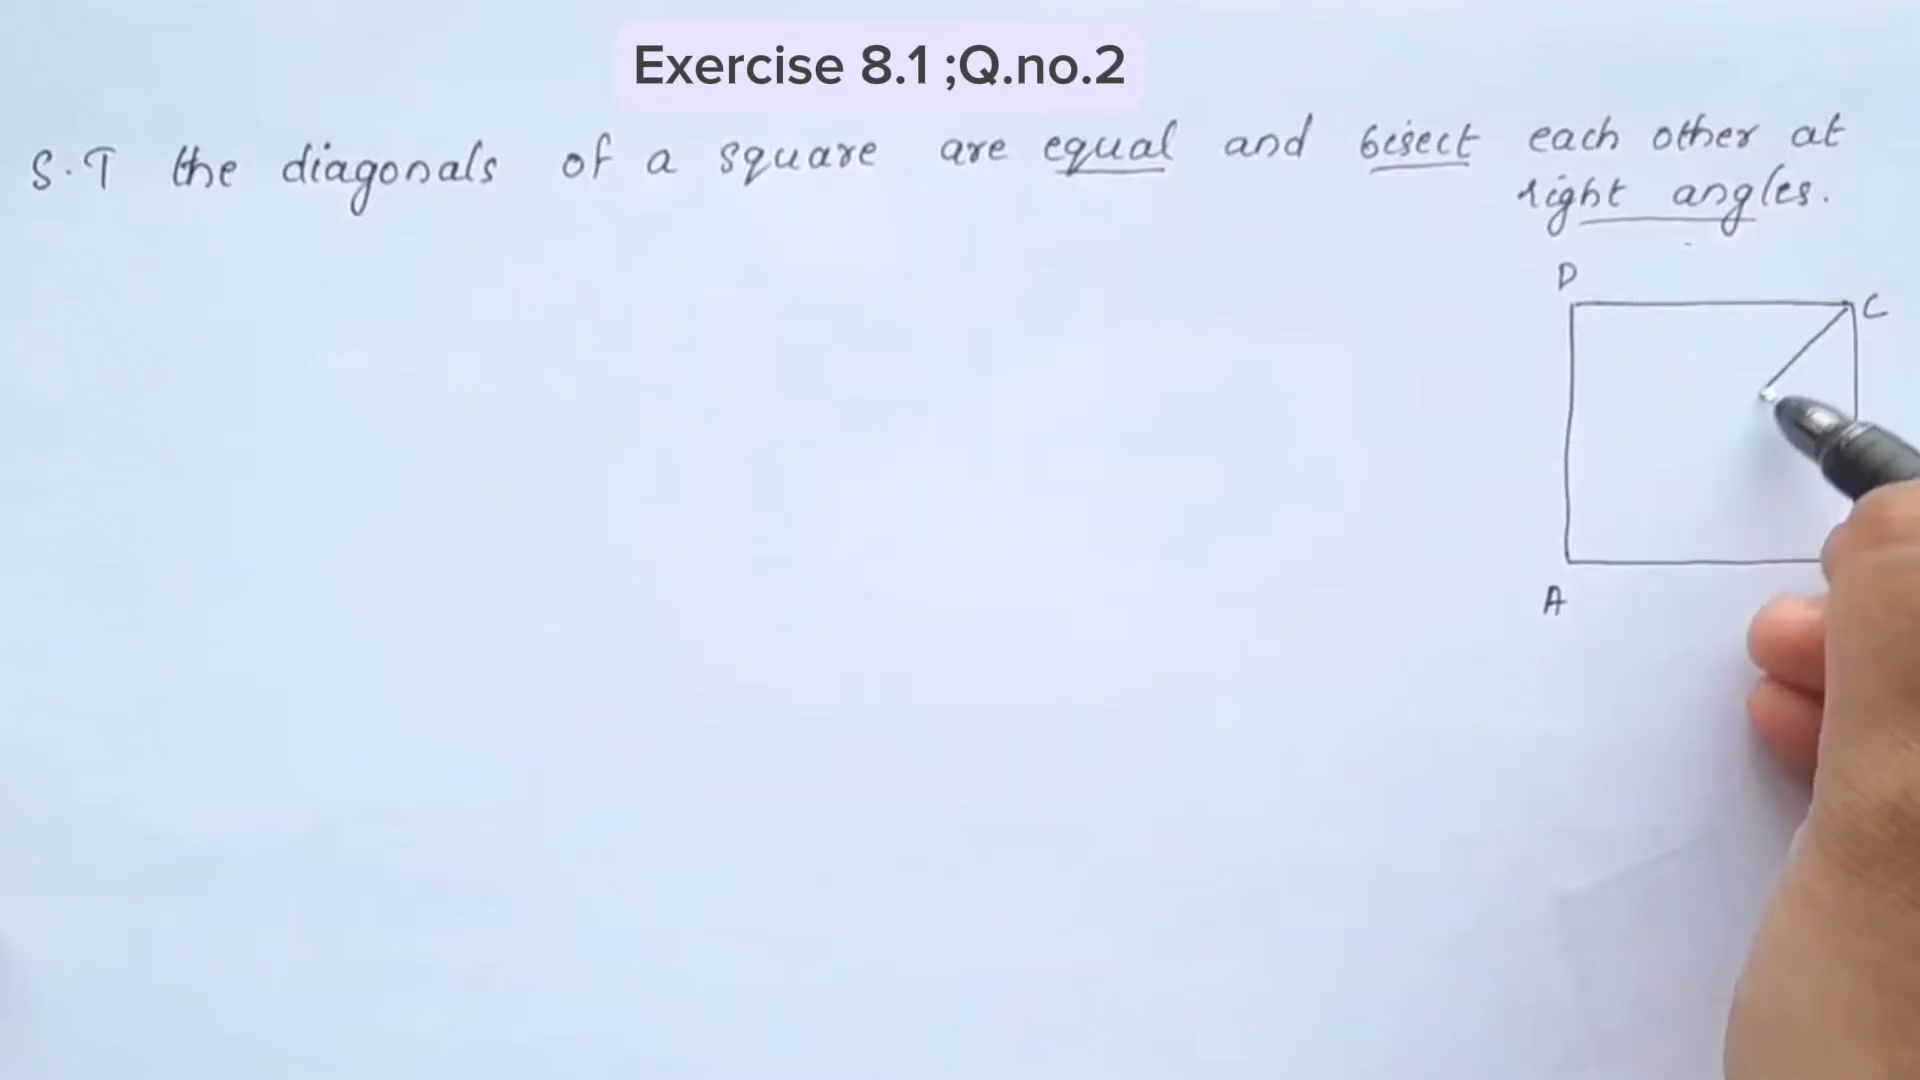 Exercise 8.1 ;Q.no.2
S.T the diagonals of a square are equal and bisect each other at
right angles.
D
C
A